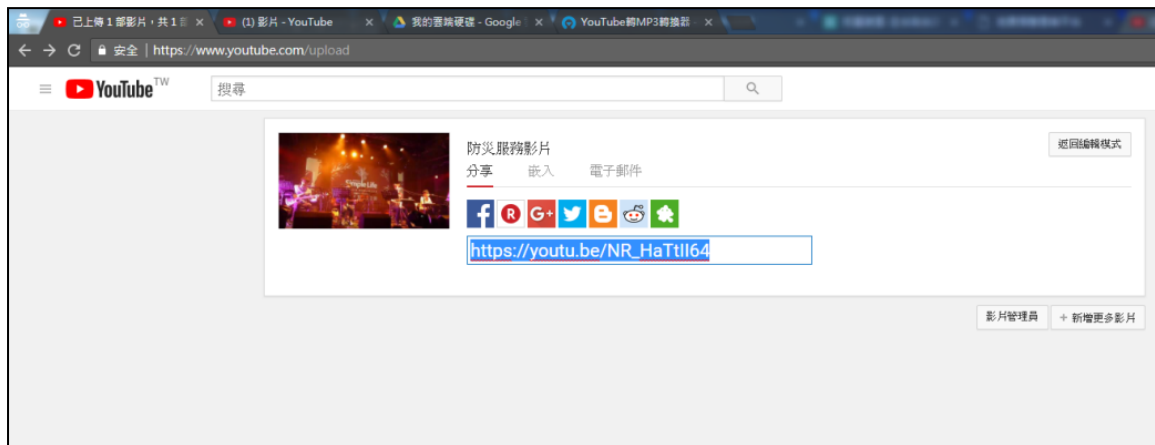 已上傳 1 部影片，共 1 部
(1) 影片 - YouTube
我的雲端硬碟 - Google
YouTube轉MP3轉換器 -
安全 | https://www.youtube.com/upload
YouTube TW
搜尋
防災服務影片
返回編輯模式
分享
嵌入
電子郵件
Simple Life
https://youtu.be/NR_HaTtII64
影片管理員
+ 新增更多影片